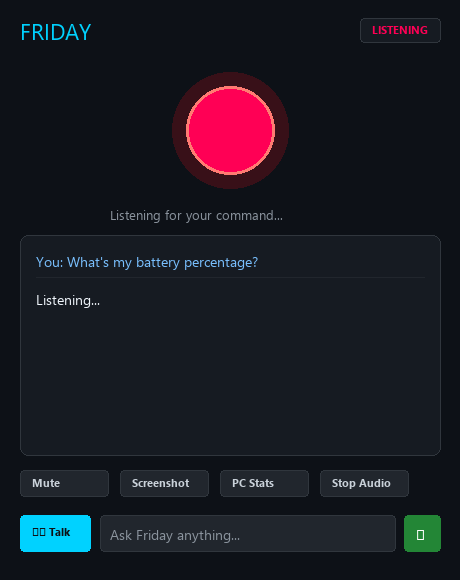 FRIDAY
LISTENING
Listening for your command...
You: What's my battery percentage?
Listening...
Mute
Screenshot
PC Stats
Stop Audio
Talk
Ask Friday anything...